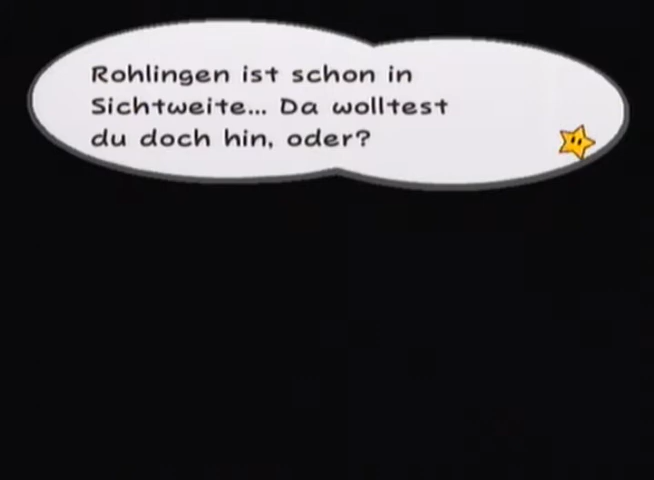 Rohlingen ist schon in
Sichtweite... Da wolltest
du doch hin, oder?